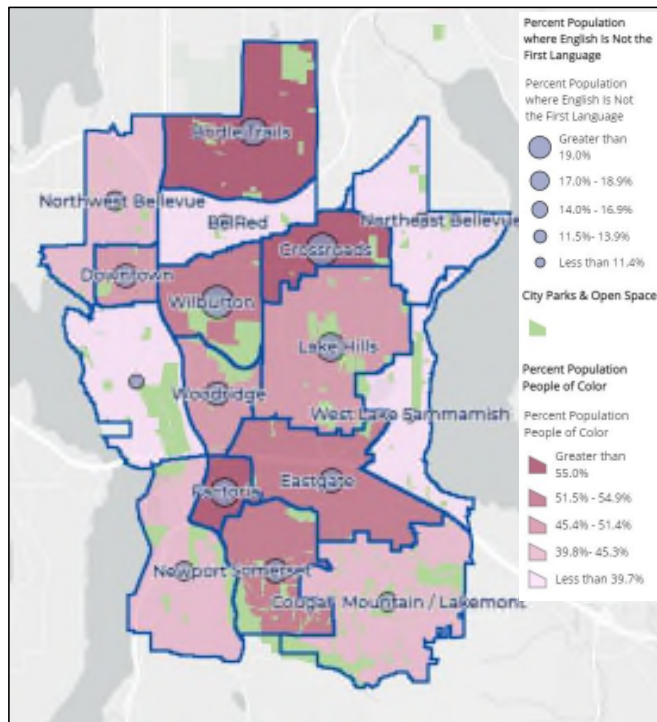 Percent Population
where English Is Not the
First Language
Percent Population
where English Is Not
the First Language
Greater than
19.0%
17.0% - 18.9%
14.0% - 16.9%
11.5%- 13.9%
Less than 11.4%
City Parks & Open Space
Percent Population
People of Color
Percent Population
People of Color
Greater than
55.0%
51.5% - 54.9%
45.4% - 51.4%
39.8%- 45.3%
Less than 39.7%
Bridle Trails
Northwest Bellevue
BelRed
Northeast Bellevue
Crossroads
Downtown
Wilburton
Lake Hills
Woodridge
West Lake Sammamish
Factoria
Eastgate
Newport
Somerset
Cougar Mountain / Lakemont